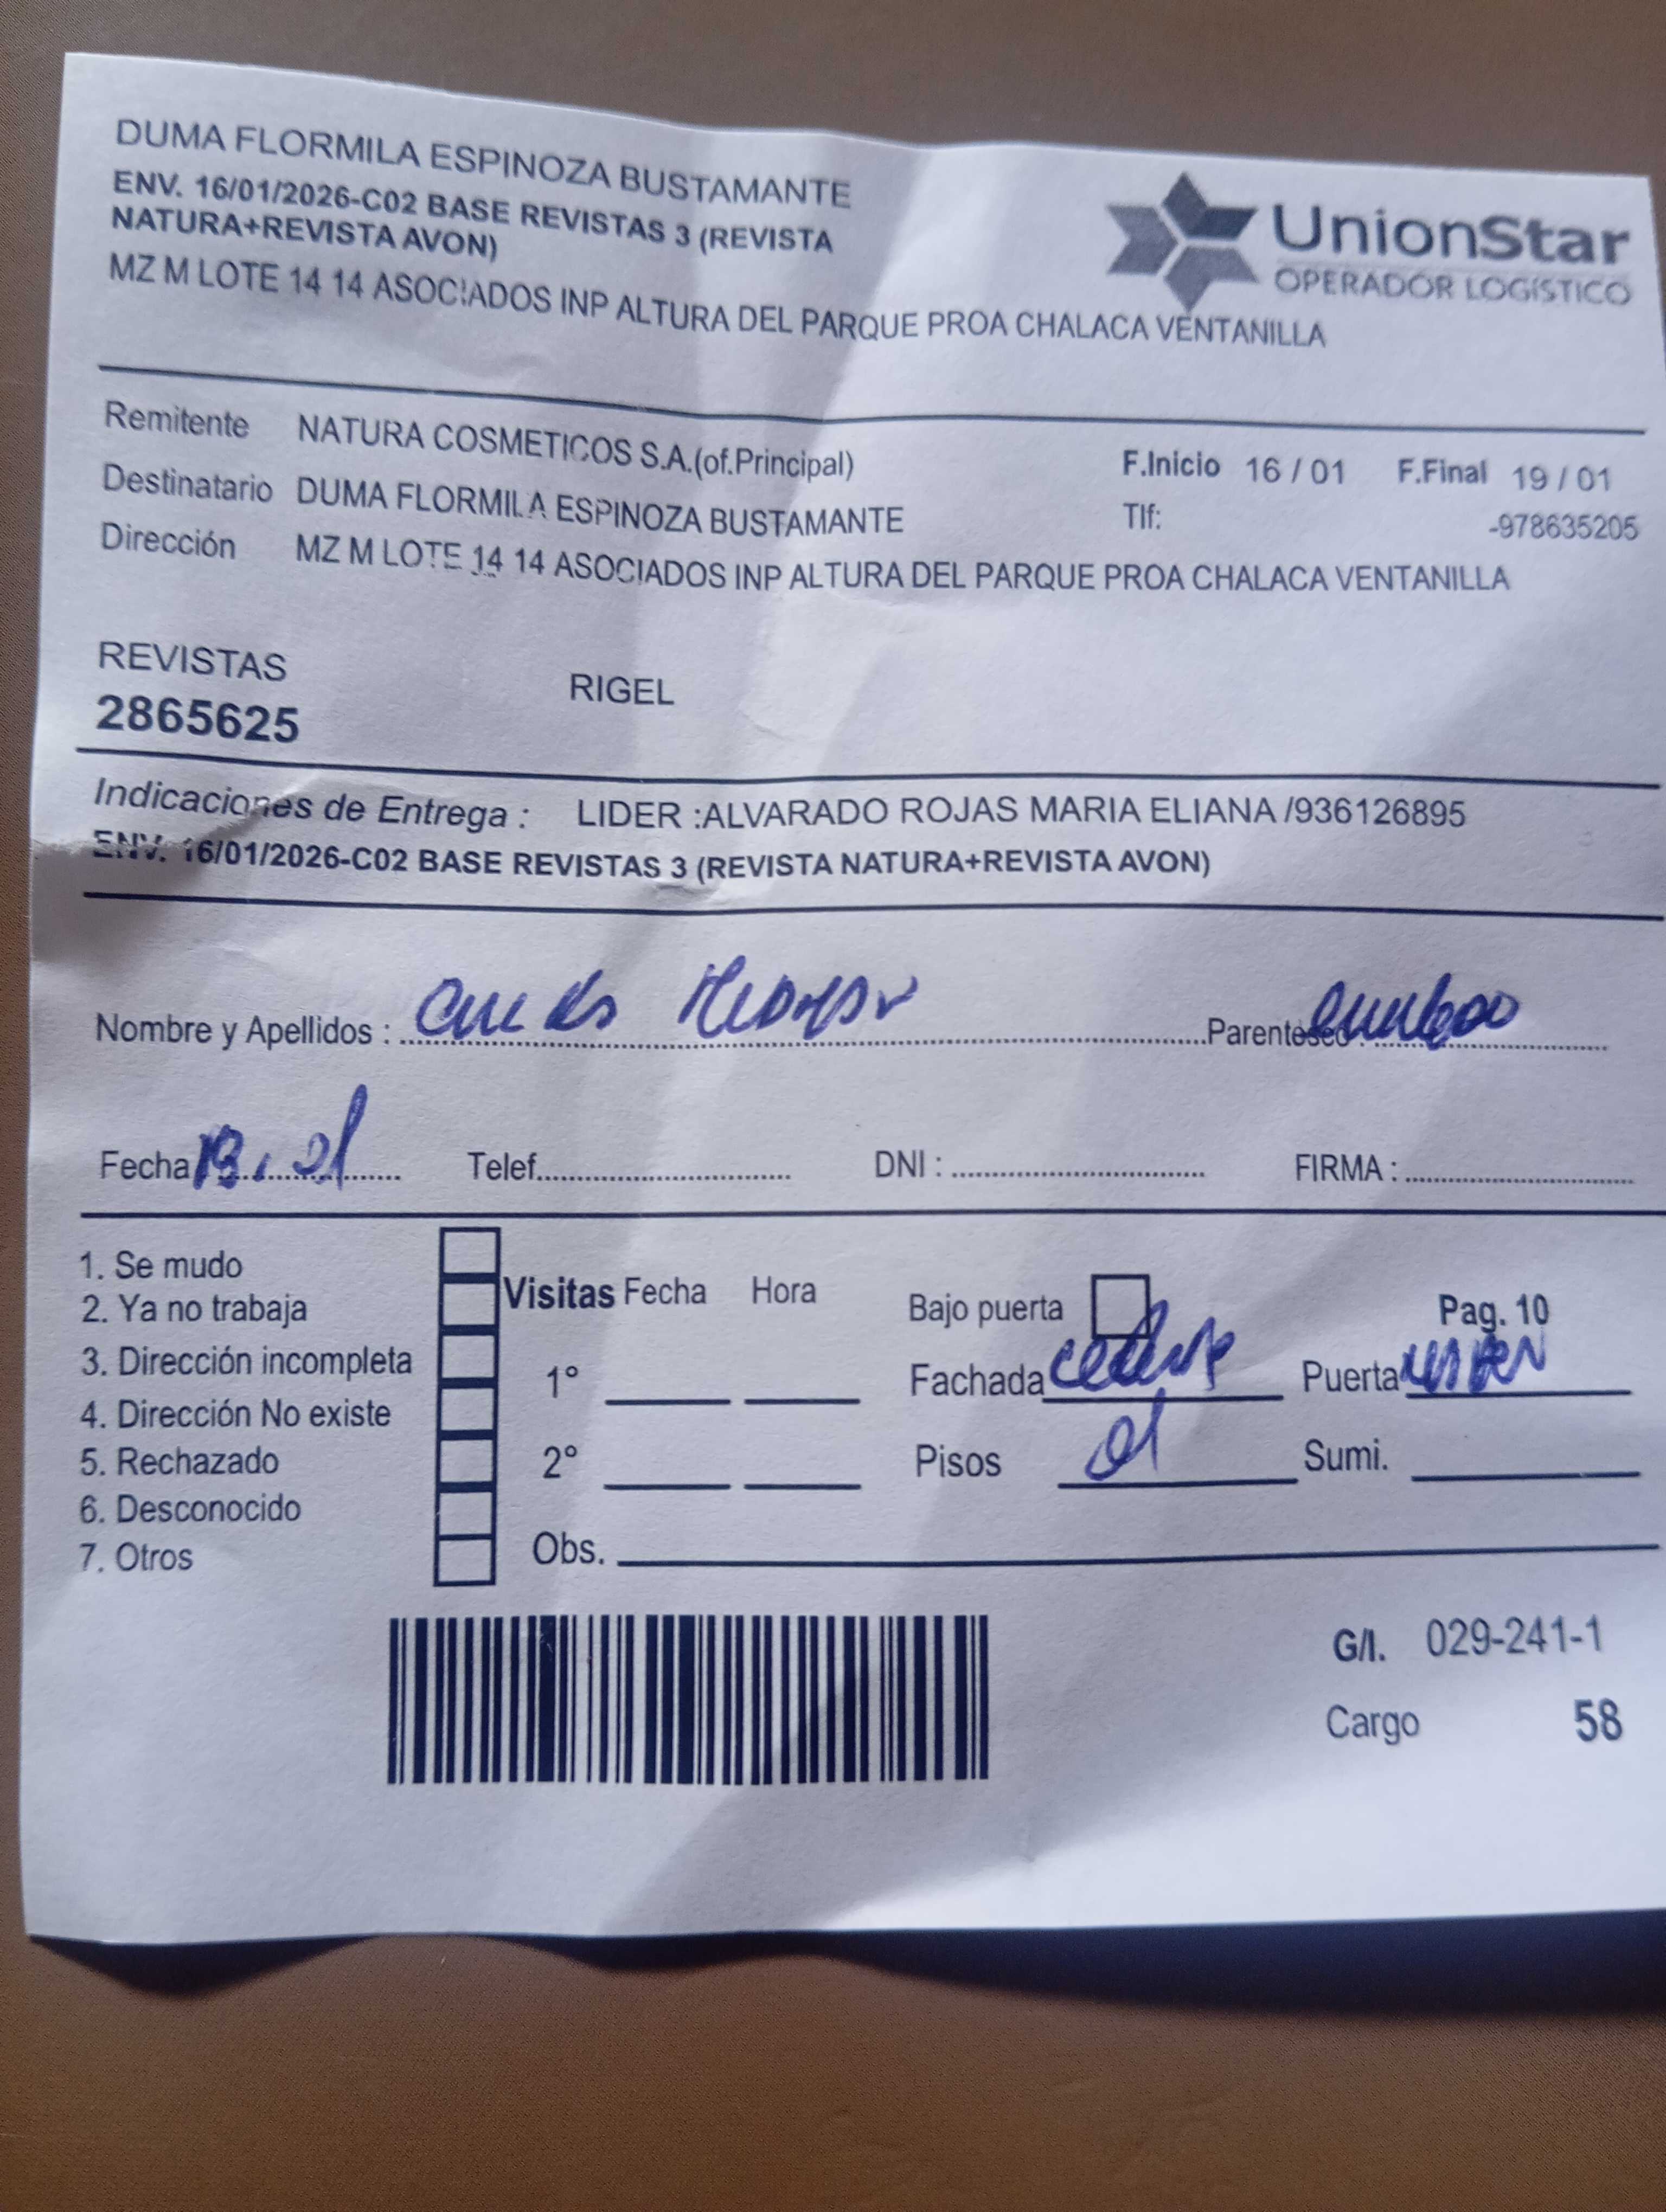 DUMA FLORMILA ESPINOZA BUSTAMANTE
ENV. 16/01/2026-C02 BASE REVISTAS 3 (REVISTA
NATURA+REVISTA AVON)
MZ M LOTE 14 14 ASOCIADOS INP ALTURA DEL PARQUE PROA CHALACA VENTANILLA
UnionStar
OPERADOR LOGÍSTICO
Remitente NATURA COSMETICOS S.A.(of.Principal) F.Inicio 16 / 01 F.Final 19 / 01
Destinatario DUMA FLORMILA ESPINOZA BUSTAMANTE Tlf: -978635205
Dirección MZ M LOTE 14 14 ASOCIADOS INP ALTURA DEL PARQUE PROA CHALACA VENTANILLA
REVISTAS RIGEL
2865625
Indicaciones de Entrega : LIDER :ALVARADO ROJAS MARIA ELIANA /936126895
ENV. 16/01/2026-C02 BASE REVISTAS 3 (REVISTA NATURA+REVISTA AVON)
Nombre y Apellidos : Parentesco :
Fecha Telef. DNI : FIRMA :
1. Se mudo
2. Ya no trabaja
3. Dirección incompleta
4. Dirección No existe
5. Rechazado
6. Desconocido
7. Otros
Visitas Fecha Hora
1°
2°
Obs.
Bajo puerta Pag. 10
Fachada Puerta
Pisos Sumi.
G/I. 029-241-1
Cargo 58